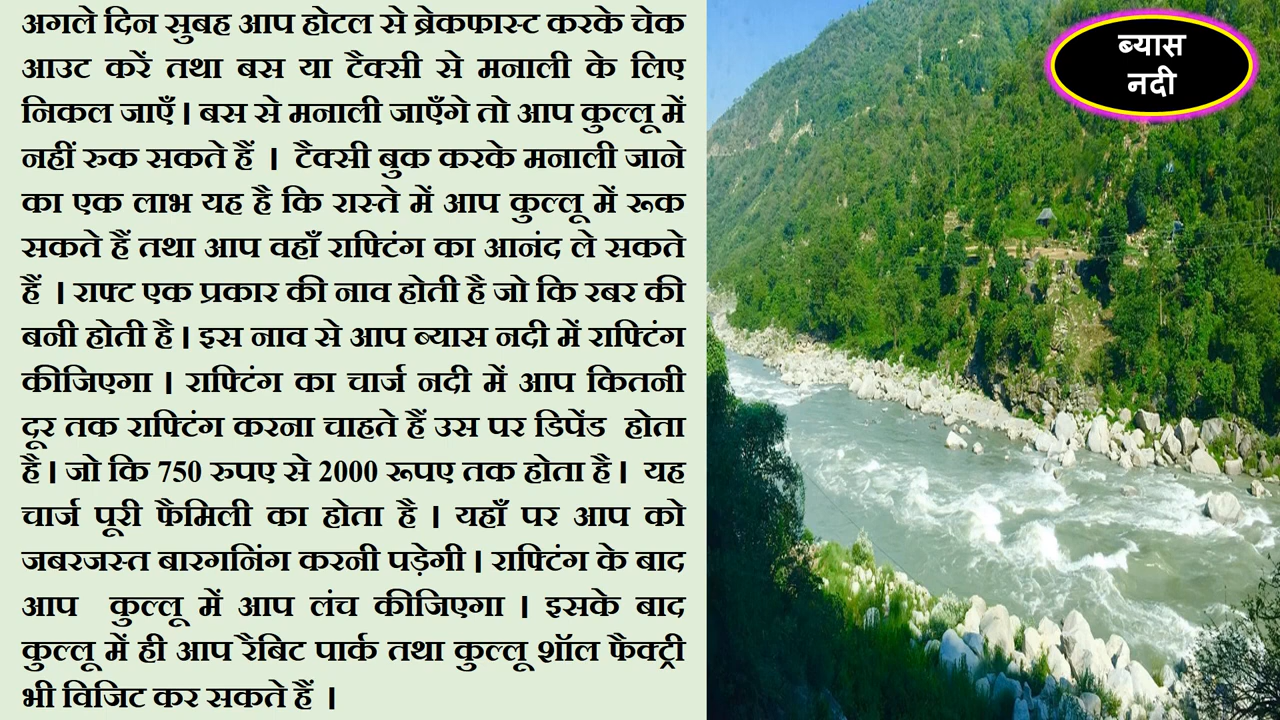 अगले दिन सुबह आप होटल से ब्रेकफास्ट करके चेक
आउट करें तथा बस या टैक्सी से मनाली के लिए
निकल जाएँ । बस से मनाली जाएँगे तो आप कुल्लू में
नहीं रुक सकते हैं । टैक्सी बुक करके मनाली जाने
का एक लाभ यह है कि रास्ते में आप कुल्लू में रूक
सकते हैं तथा आप वहाँ राफ्टिंग का आनंद ले सकते
हैं । राफ्ट एक प्रकार की नाव होती है जो कि रबर की
बनी होती है । इस नाव से आप ब्यास नदी में राफ्टिंग
कीजिएगा । राफ्टिंग का चार्ज नदी में आप कितनी
दूर तक राफ्टिंग करना चाहते हैं उस पर डिपेंड होता
है । जो कि 750 रुपए से 2000 रूपए तक होता है । यह
चार्ज पूरी फैमिली का होता है । यहाँ पर आप को
जबरजस्त बारगनिंग करनी पड़ेगी । राफ्टिंग के बाद
आप कुल्लू में आप लंच कीजिएगा । इसके बाद
कुल्लू में ही आप रैबिट पार्क तथा कुल्लू शॉल फैक्ट्री
भी विजिट कर सकते हैं ।
ब्यास
नदी